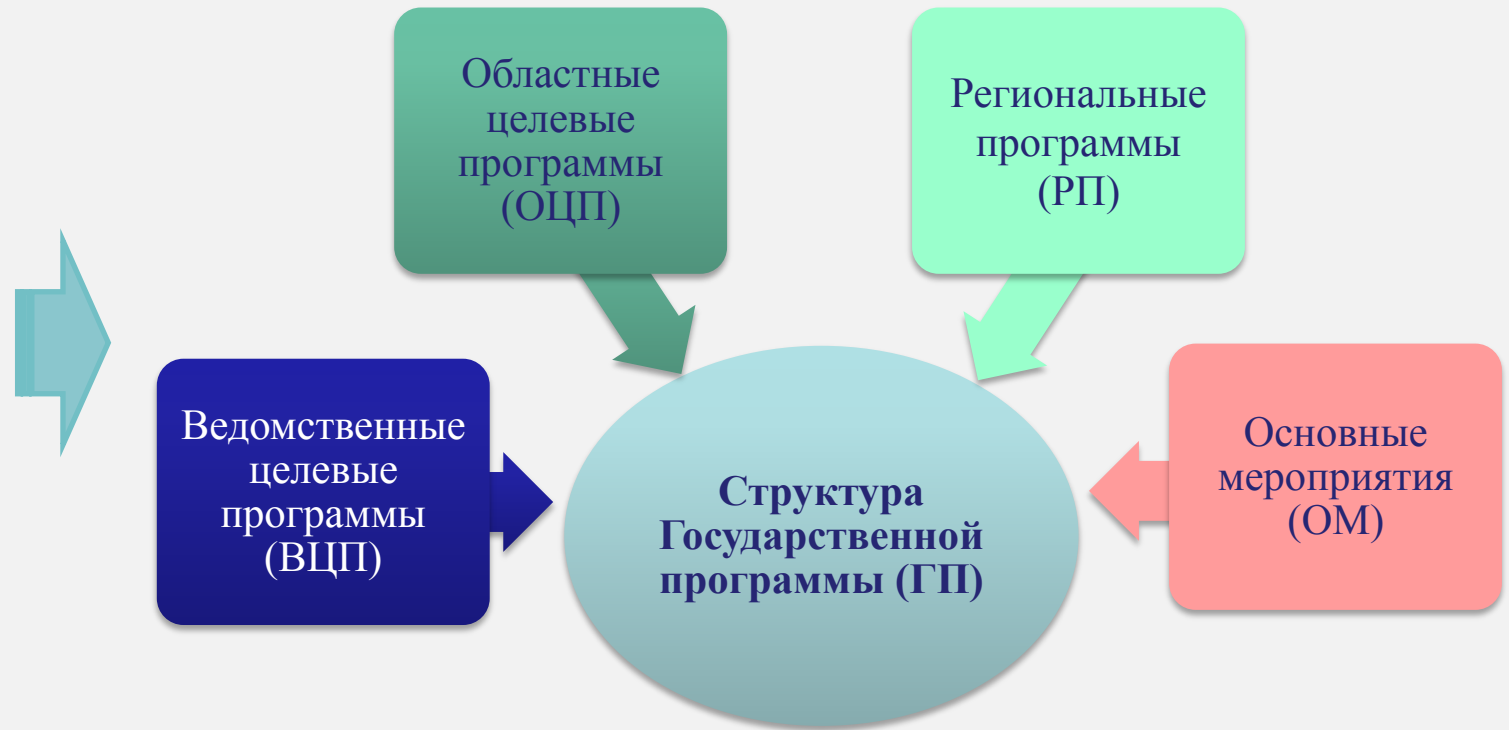 Областные
целевые
программы
(ОЦП)
Региональные
программы
(РП)
Ведомственные
целевые
программы
(ВЦП)
Структура
Государственной
программы (ГП)
Основные
мероприятия
(ОМ)